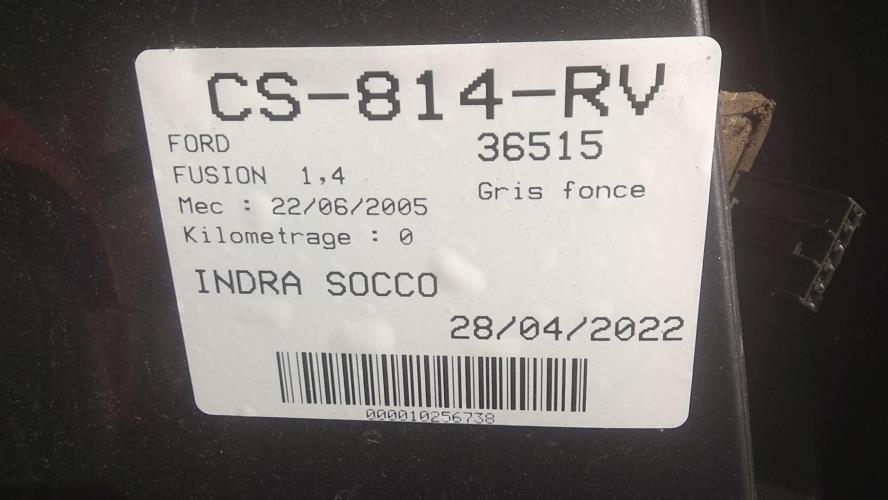 CS-814-RV
FORD
36515
FUSION 1,4
Gris fonce
Mec : 22/06/2005
Kilometrage : 0
INDRA SOCCO
28/04/2022
000010256738